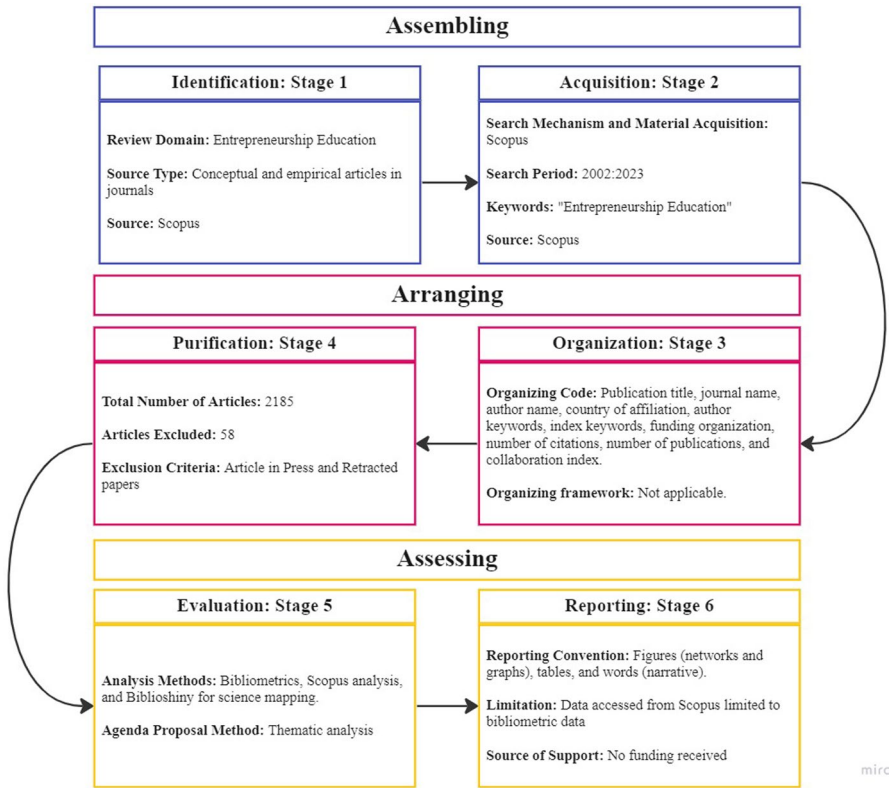 Assembling
Identification: Stage 1
Review Domain: Entrepreneurship Education
Source Type: Conceptual and empirical articles in
journals
Source: Scopus
Acquisition: Stage 2
Search Mechanism and Material Acquisition:
Scopus
Search Period: 2002:2023
Keywords: "Entrepreneurship Education"
Source: Scopus
Arranging
Purification: Stage 4
Total Number of Articles: 2185
Articles Excluded: 58
Exclusion Criteria: Article in Press and Retracted
papers
Organization: Stage 3
Organizing Code: Publication title, journal name,
author name, country of affiliation, author
keywords, index keywords, funding organization,
number of citations, number of publications, and
collaboration index.
Organizing framework: Not applicable.
Assessing
Evaluation: Stage 5
Analysis Methods: Bibliometrics, Scopus analysis,
and Biblioshiny for science mapping.
Agenda Proposal Method: Thematic analysis
Reporting: Stage 6
Reporting Convention: Figures (networks and
graphs), tables, and words (narrative).
Limitation: Data accessed from Scopus limited to
bibliometric data
Source of Support: No funding received